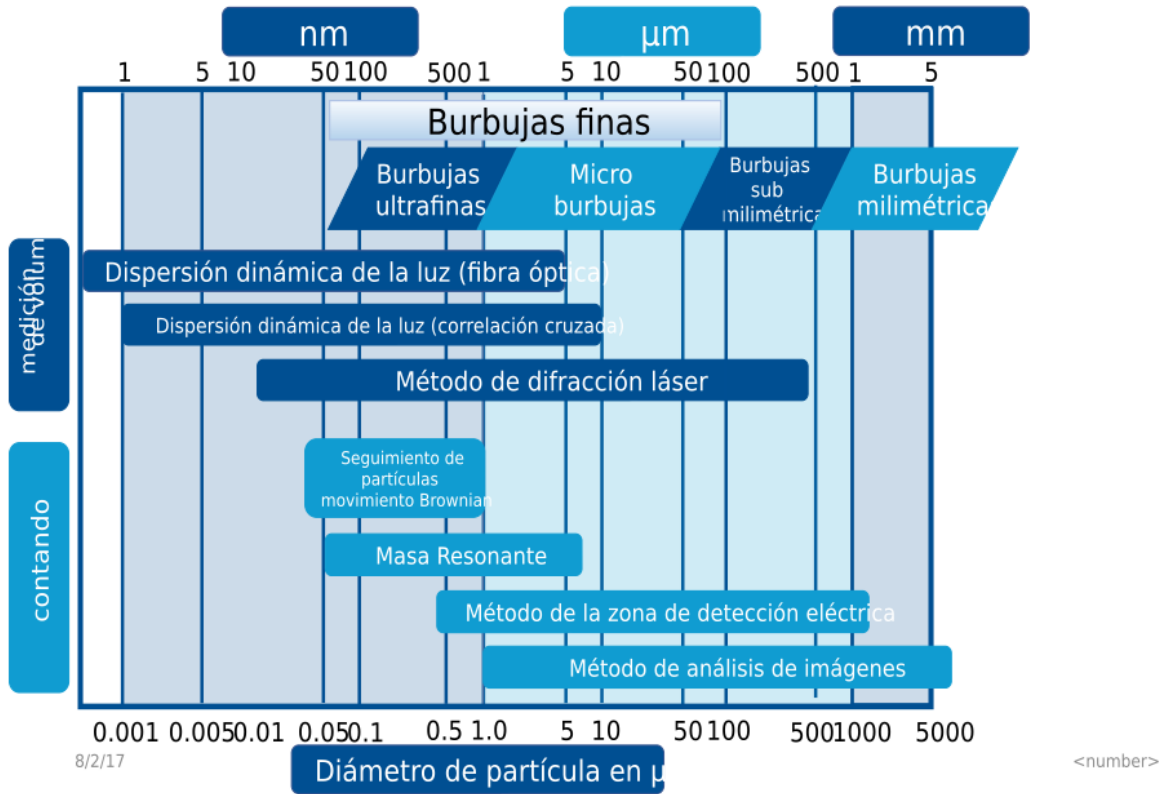 nm µm mm
1 5 10 50 100 500 1 5 10 50 100 500 1 5
Burbujas finas
Burbujas
ultrafinas
Micro
burbujas
Burbujas
sub
milimétrica
Burbujas
milimétrica
medición
de volum
Dispersión dinámica de la luz (fibra óptica)
Dispersión dinámica de la luz (correlación cruzada)
Método de difracción láser
contando
Seguimiento de
partículas
movimiento Brownian
Masa Resonante
Método de la zona de detección eléctrica
Método de análisis de imágenes
0.001 0.005 0.01 0.05 0.1 0.5 1.0 5 10 50 100 500 1000 5000
8/2/17
<number>
Diámetro de partícula en µ